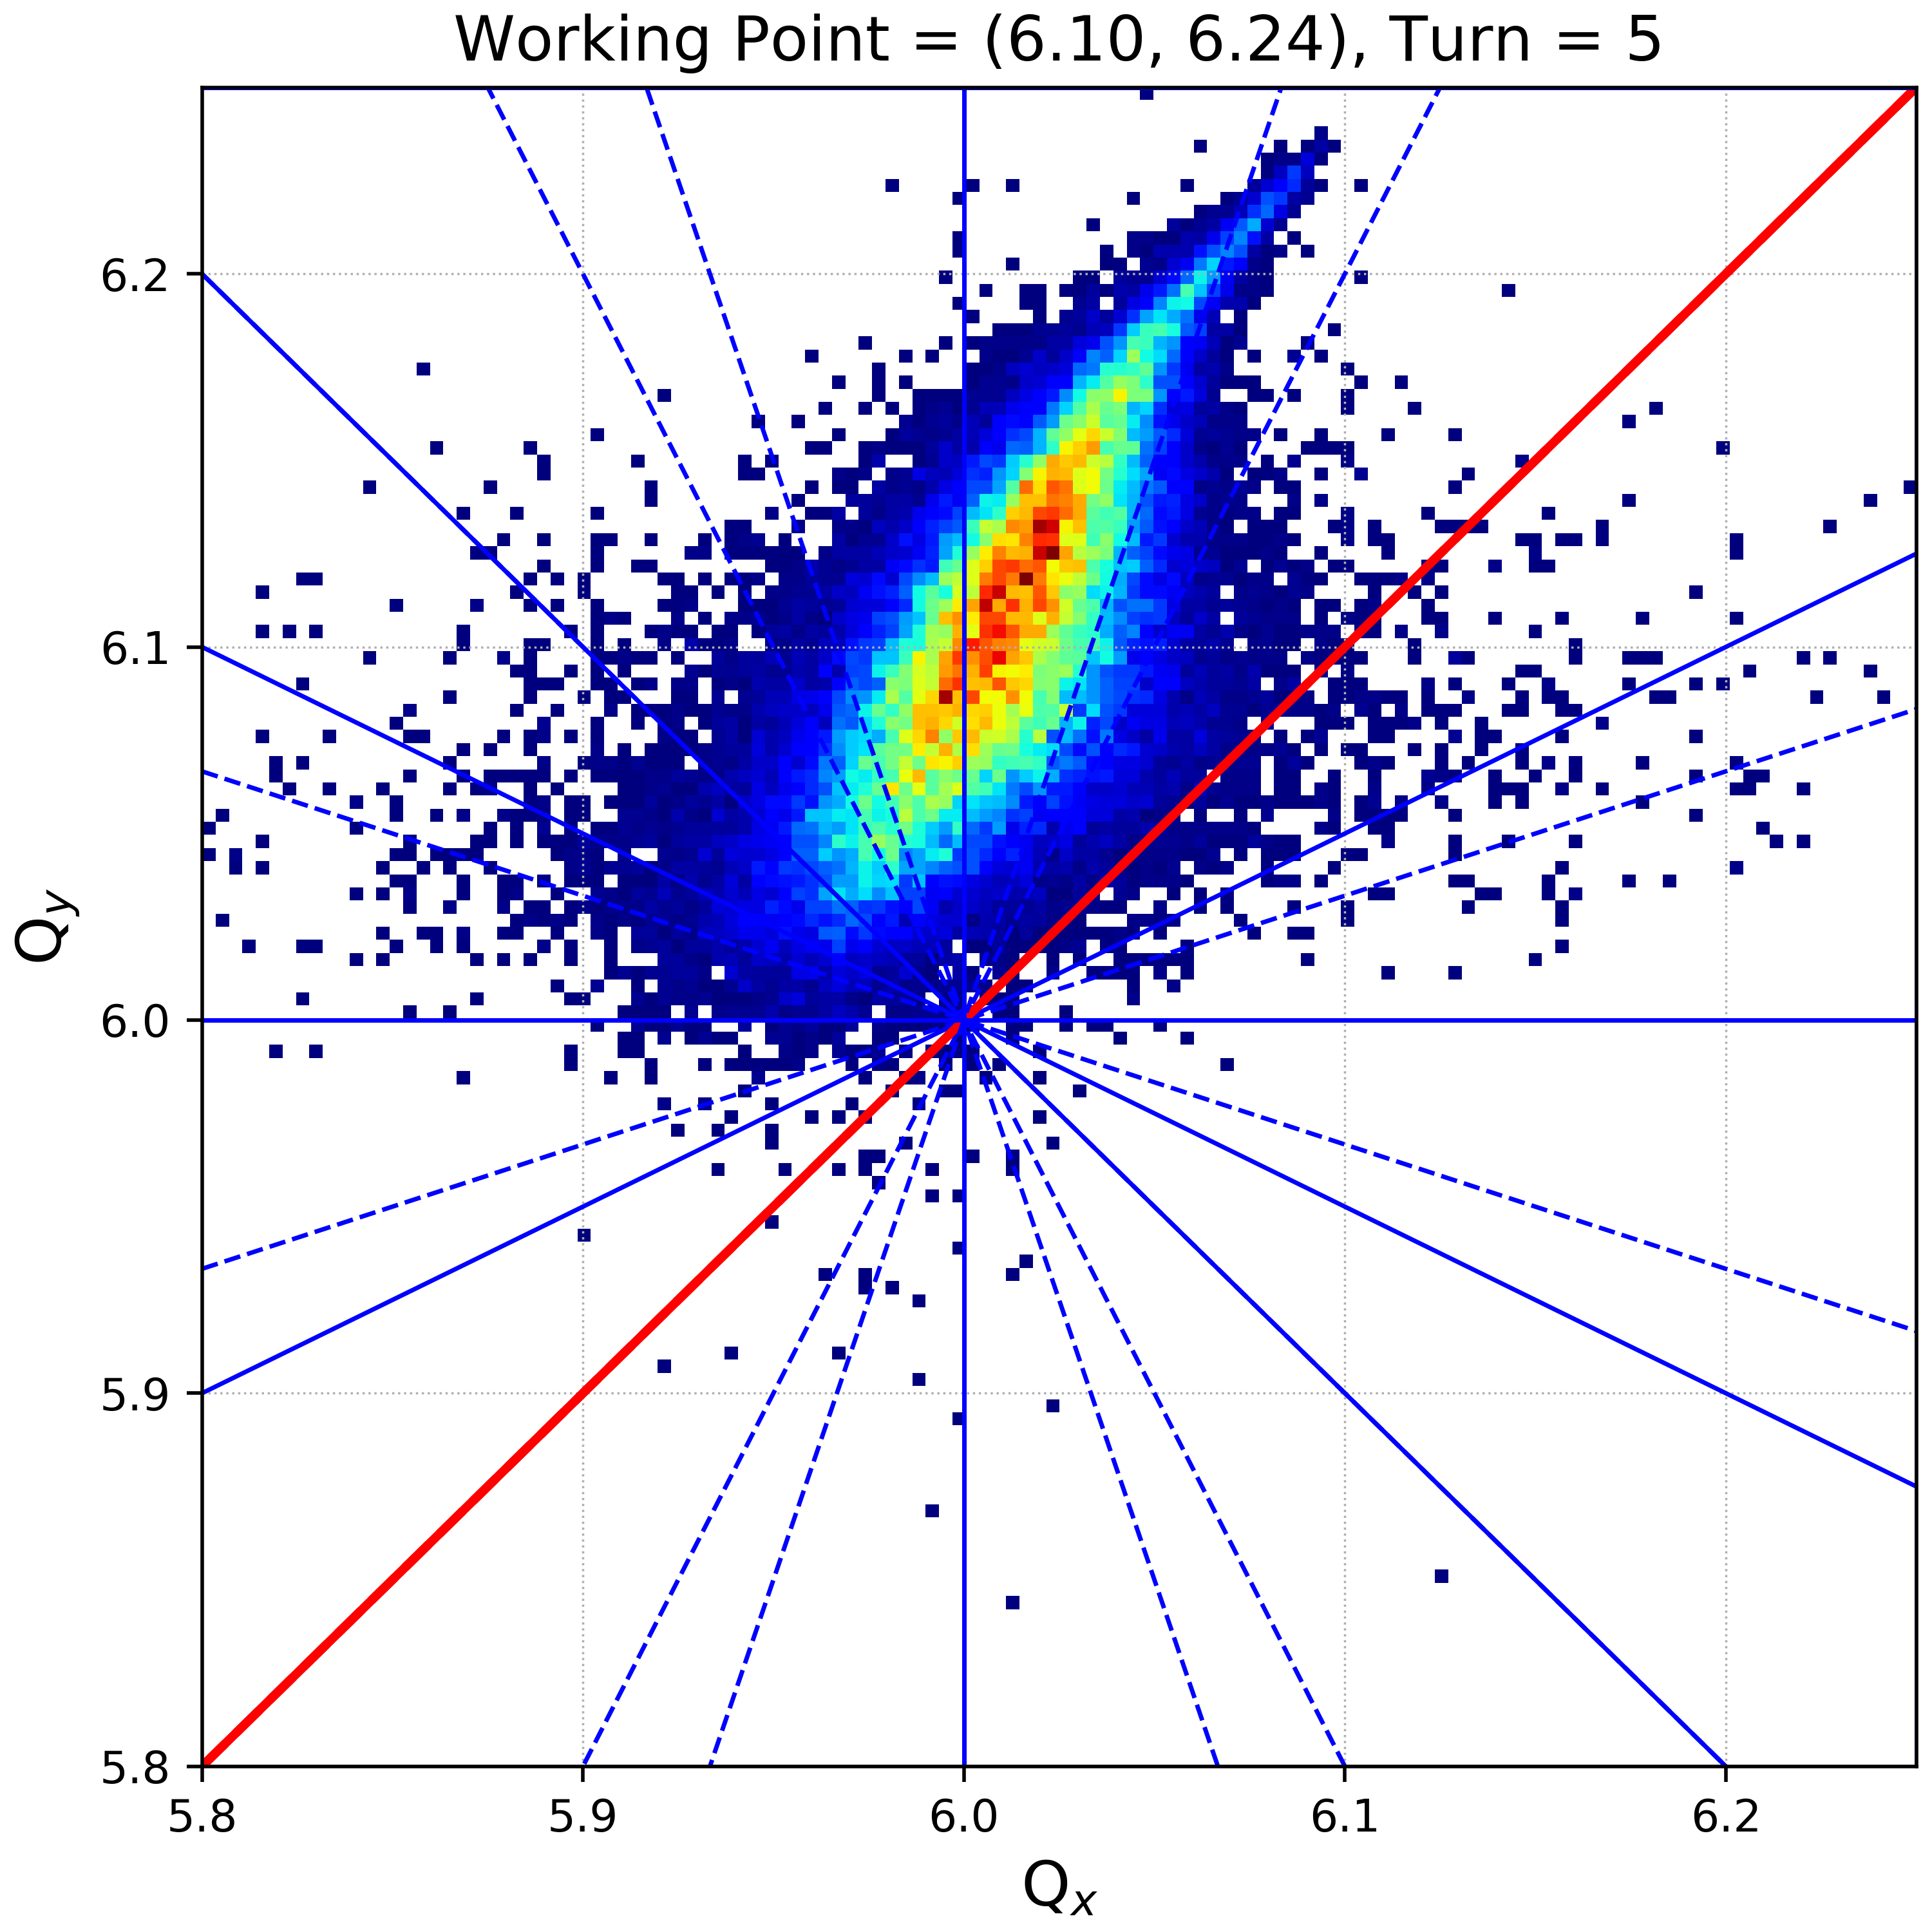 Working Point = (6.10, 6.24), Turn = 5
6.2
6.1
6.0
5.9
5.8
Qy
5.8 5.9 6.0 6.1 6.2
Qx